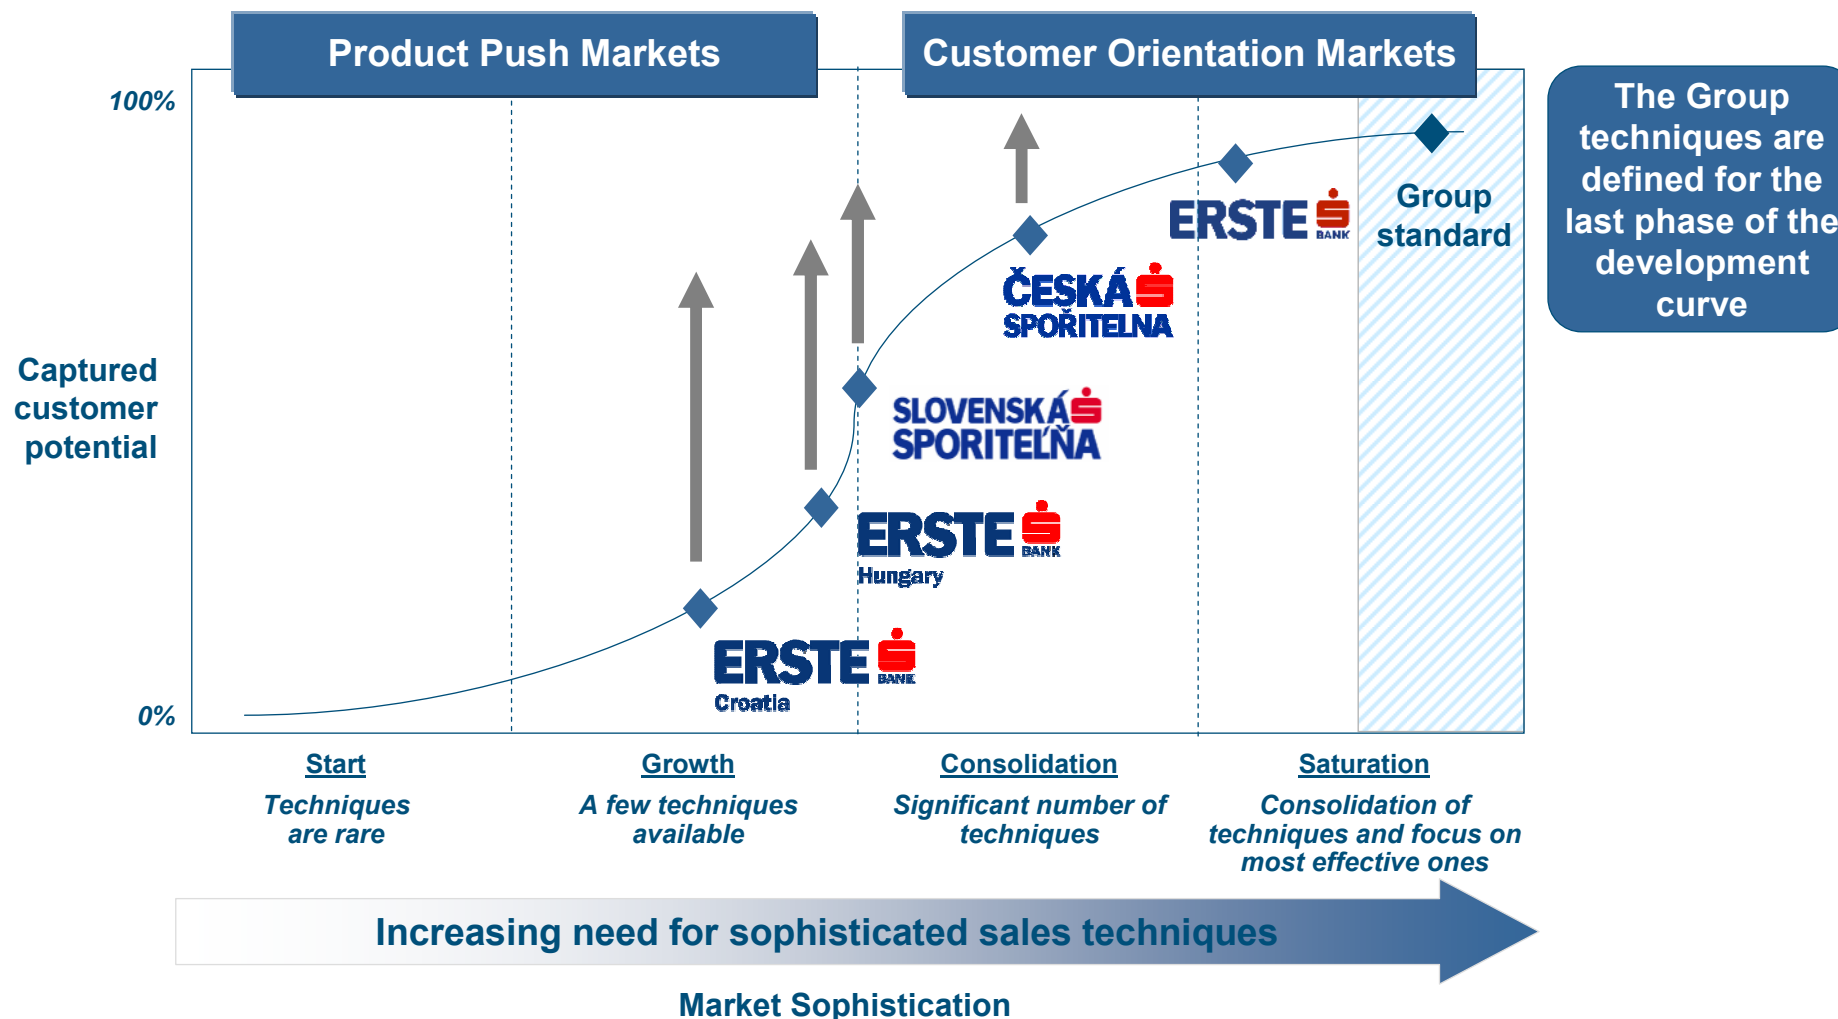 Product Push Markets
Customer Orientation Markets
100%
The Group
techniques are
defined for the
last phase of the
development
curve
Group
standard
ERSTE
BANK
ČESKÁ
SPOŘITELNA
Captured
customer
potential
SLOVENSKÁ
SPORITEĽŇA
ERSTE
BANK
Hungary
ERSTE
BANK
Croatia
0%
Start
Techniques
are rare
Growth
A few techniques
available
Consolidation
Significant number of
techniques
Saturation
Consolidation of
techniques and focus on
most effective ones
Increasing need for sophisticated sales techniques
Market Sophistication